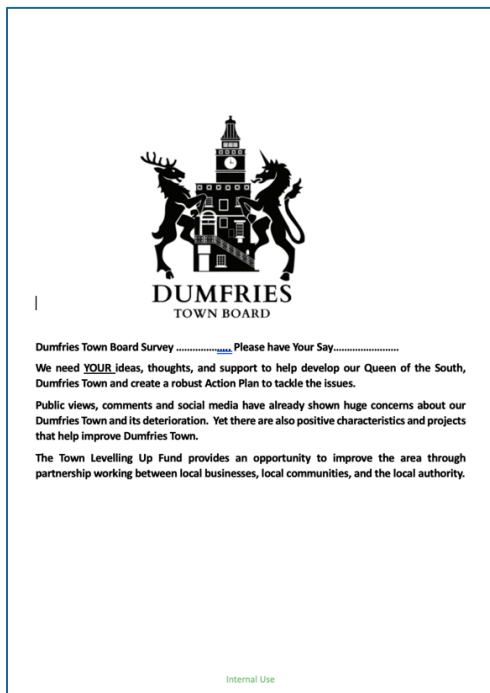 DUMFRIES
TOWN BOARD
Dumfries Town Board Survey ........................ Please have Your Say........................
We need YOUR ideas, thoughts, and support to help develop our Queen of the South,
Dumfries Town and create a robust Action Plan to tackle the issues.
Public views, comments and social media have already shown huge concerns about our
Dumfries Town and its deterioration.  Yet there are also positive characteristics and projects
that help improve Dumfries Town.
The Town Levelling Up Fund provides an opportunity to improve the area through
partnership working between local businesses, local communities, and the local authority.
Internal Use